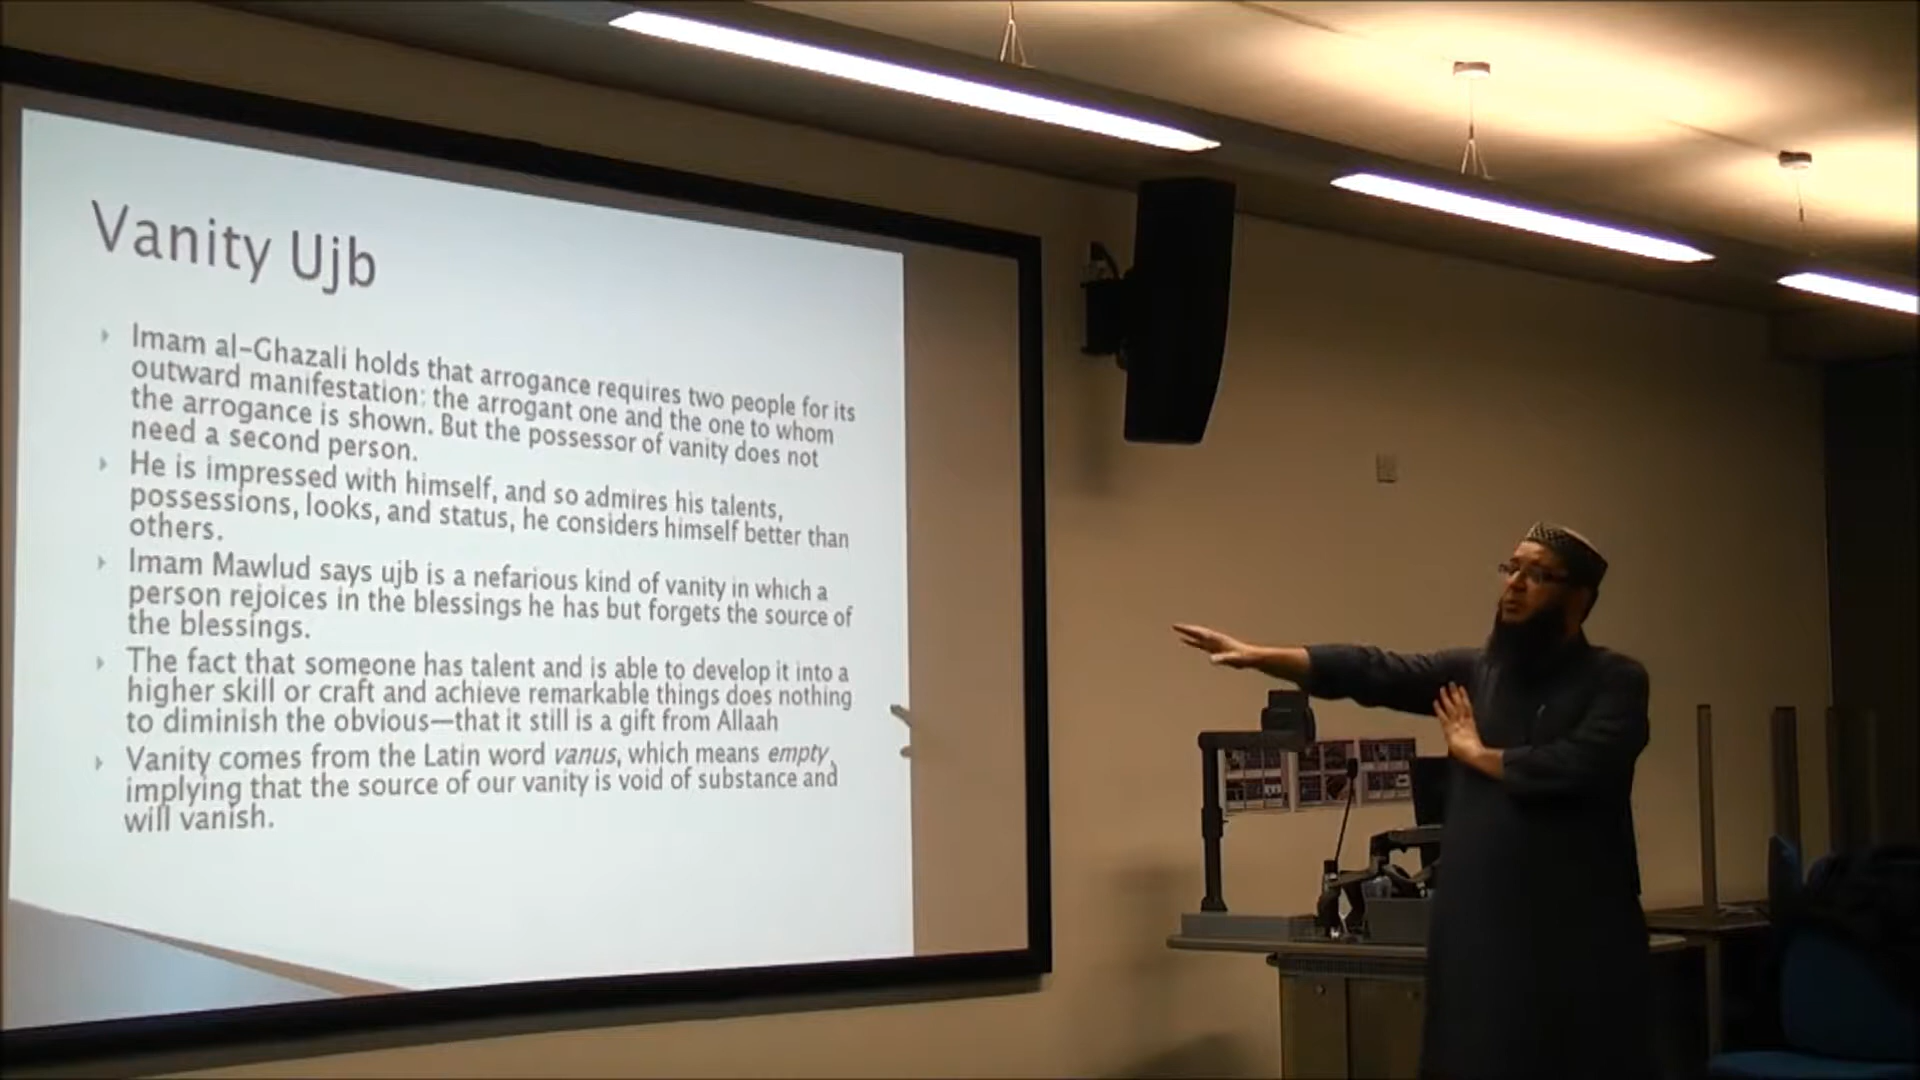 Vanity Ujb
Imam al-Ghazali holds that arrogance requires two people for its
outward manifestation: the arrogant one and the one to whom
the arrogance is shown. But the possessor of vanity does not
need a second person.
He is impressed with himself, and so admires his talents,
possessions, looks, and status, he considers himself better than
others.
Imam Mawlud says ujb is a nefarious kind of vanity in which a
person rejoices in the blessings he has but forgets the source of
the blessings.
The fact that someone has talent and is able to develop it into a
higher skill or craft and achieve remarkable things does nothing
to diminish the obvious—that it still is a gift from Allaah
Vanity comes from the Latin word vanus, which means empty,
implying that the source of our vanity is void of substance and
will vanish.